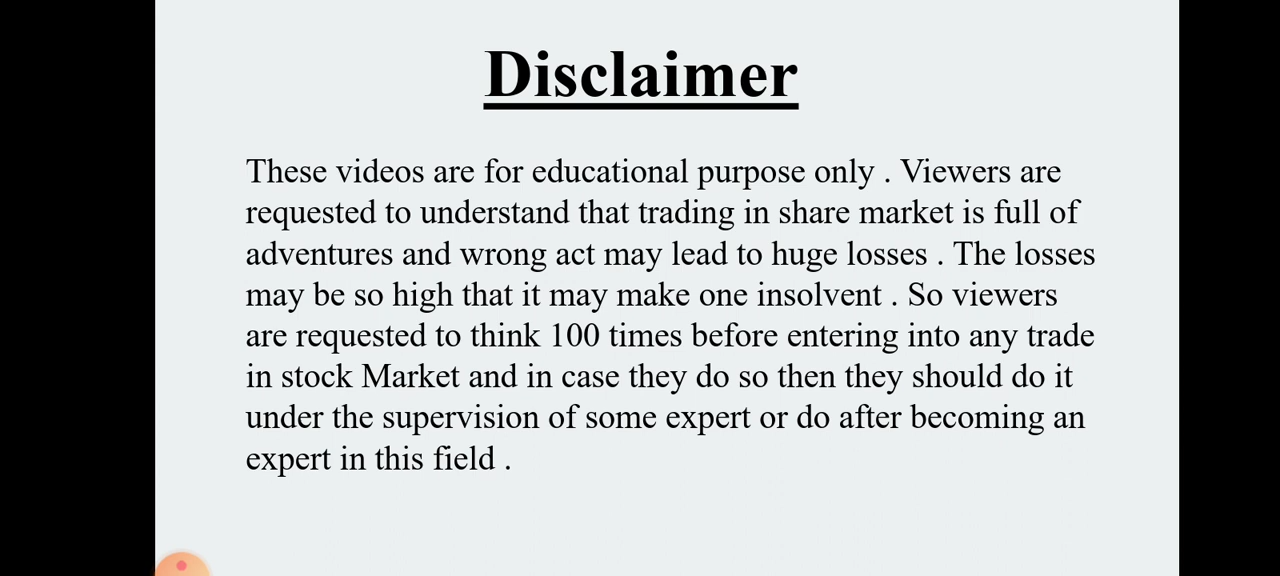 Disclaimer
These videos are for educational purpose only . Viewers are
requested to understand that trading in share market is full of
adventures and wrong act may lead to huge losses . The losses
may be so high that it may make one insolvent . So viewers
are requested to think 100 times before entering into any trade
in stock Market and in case they do so then they should do it
under the supervision of some expert or do after becoming an
expert in this field .